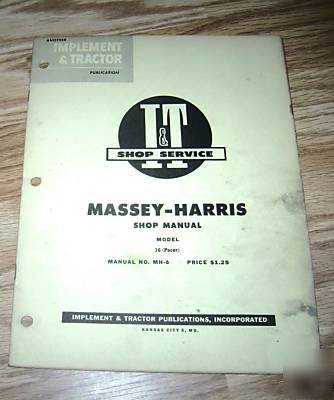 ANOTHER
IMPLEMENT
& TRACTOR
PUBLICATION
I&T
SHOP SERVICE
MASSEY-HARRIS
SHOP MANUAL
MODEL
16 (Pacer)
MANUAL NO. MH-6 PRICE $1.25
IMPLEMENT & TRACTOR PUBLICATIONS, INCORPORATED
KANSAS CITY 5, MO.